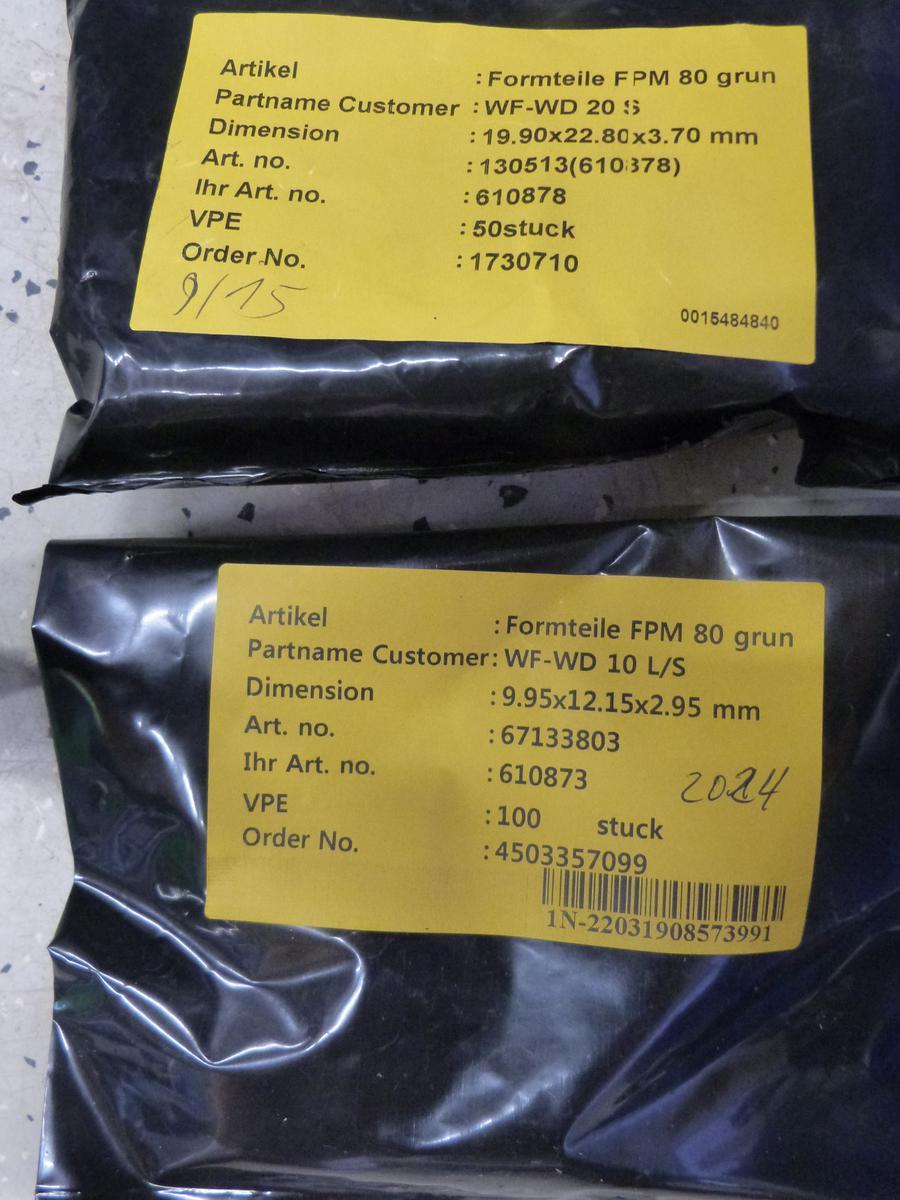 Artikel : Formteile FPM 80 grun
Partname Customer : WF-WD 20 S
Dimension : 19.90x22.80x3.70 mm
Art. no. : 130513(610878)
Ihr Art. no. : 610878
VPE : 50stuck
Order No. : 1730710
9/15
0015484840
Artikel : Formteile FPM 80 grun
Partname Customer: WF-WD 10 L/S
Dimension : 9.95x12.15x2.95 mm
Art. no. : 67133803
Ihr Art. no. : 610873
2024
VPE : 100 stuck
Order No. : 4503357099
1N-22031908573991